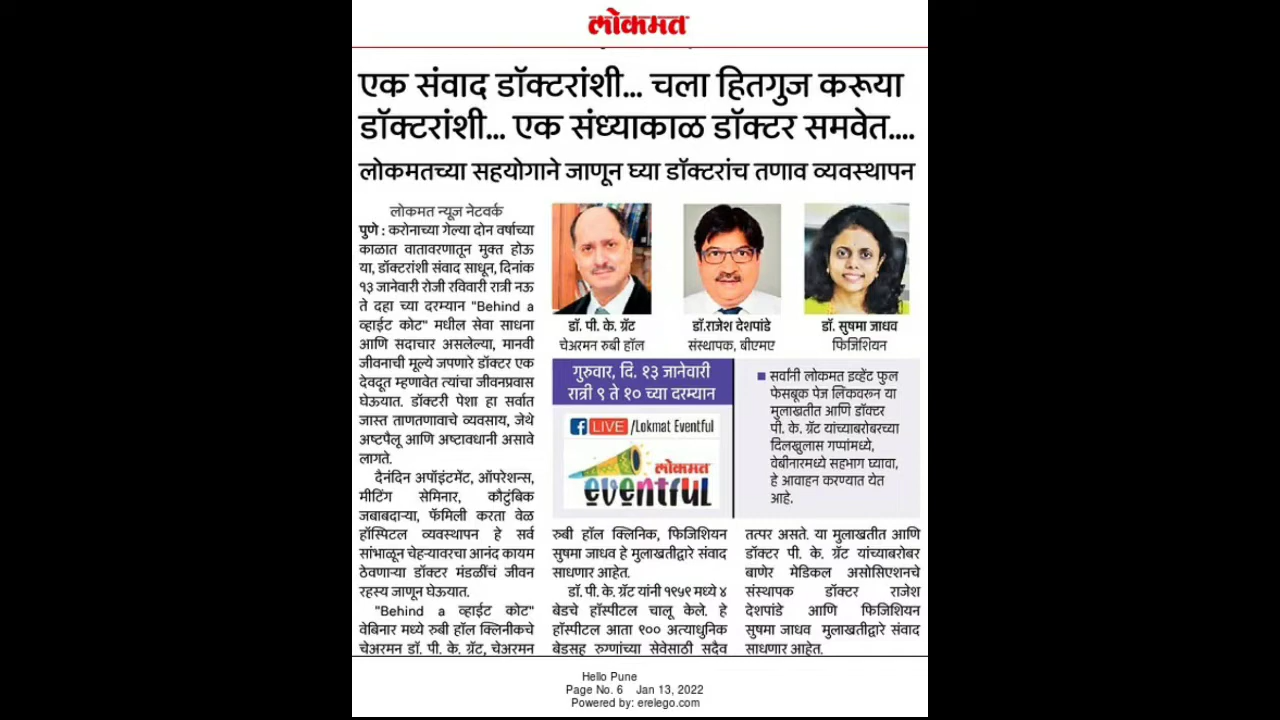 लोकमत
एक संवाद डॉक्टरांशी... चला हितगुज करूया
डॉक्टरांशी... एक संध्याकाळ डॉक्टर समवेत....
लोकमतच्या सहयोगाने जाणून घ्या डॉक्टरांच तणाव व्यवस्थापन
लोकमत न्यूज नेटवर्क
पुणे : करोनाच्या गेल्या दोन वर्षाच्या
काळात वातावरणातून मुक्त होऊ
या, डॉक्टरांशी संवाद साधून, दिनांक
१३ जानेवारी रोजी रविवारी रात्री नऊ
ते दहा च्या दरम्यान "Behind a
व्हाईट कोट" मधील सेवा साधना
आणि सदाचार असलेल्या, मानवी
जीवनाची मूल्ये जपणारे डॉक्टर एक
देवदूत म्हणावेत त्यांचा जीवनप्रवास
घेऊयात. डॉक्टरी पेशा हा सर्वात
जास्त ताणतणावाचे व्यवसाय, जेथे
अष्टपैलू आणि अष्टावधानी असावे
लागते.
दैनंदिन अपॉइंटमेंट, ऑपरेशन्स,
मीटिंग सेमिनार, कौटुंबिक
जबाबदाऱ्या, फॅमिली करता वेळ
हॉस्पिटल व्यवस्थापन हे सर्व
सांभाळून चेहऱ्यावरचा आनंद कायम
ठेवणाऱ्या डॉक्टर मंडळींचं जीवन
रहस्य जाणून घेऊयात.
"Behind a व्हाईट कोट"
वेबिनार मध्ये रुबी हॉल क्लिनीकचे
चेअरमन डॉ. पी. के. ग्रॅट, चेअरमन
डॉ. पी. के. ग्रॅट
चेअरमन रुबी हॉल
डॉ.राजेश देशपांडे
संस्थापक, बीएमए
डॉ. सुषमा जाधव
फिजिशियन
गुरुवार, दि. १३ जानेवारी
रात्री ९ ते १० च्या दरम्यान
f LIVE /Lokmat Eventful
लोकमत
eventful
■ सर्वांनी लोकमत इव्हेंट फुल
फेसबूक पेज लिंकवरून या
मुलाखतीत आणि डॉक्टर
पी. के. ग्रॅट यांच्याबरोबरच्या
दिलखुलास गप्पांमध्ये,
वेबीनारमध्ये सहभाग घ्यावा,
हे आवाहन करण्यात येत
आहे.
रुबी हॉल क्लिनिक, फिजिशियन
सुषमा जाधव हे मुलाखतीद्वारे संवाद
साधणार आहेत.
डॉ. पी. के. ग्रॅट यांनी १९५९ मध्ये ४
बेडचे हॉस्पीटल चालू केले. हे
हॉस्पीटल आता ९०० अत्याधुनिक
बेडसह रुग्णांच्या सेवेसाठी सदैव
तत्पर असते. या मुलाखतीत आणि
डॉक्टर पी. के. ग्रॅट यांच्याबरोबर
बाणेर मेडिकल असोसिएशनचे
संस्थापक डॉक्टर राजेश
देशपांडे आणि फिजिशियन
सुषमा जाधव मुलाखतीद्वारे संवाद
साधणार आहेत.
Hello Pune
Page No. 6 Jan 13, 2022
Powered by: erelego.com